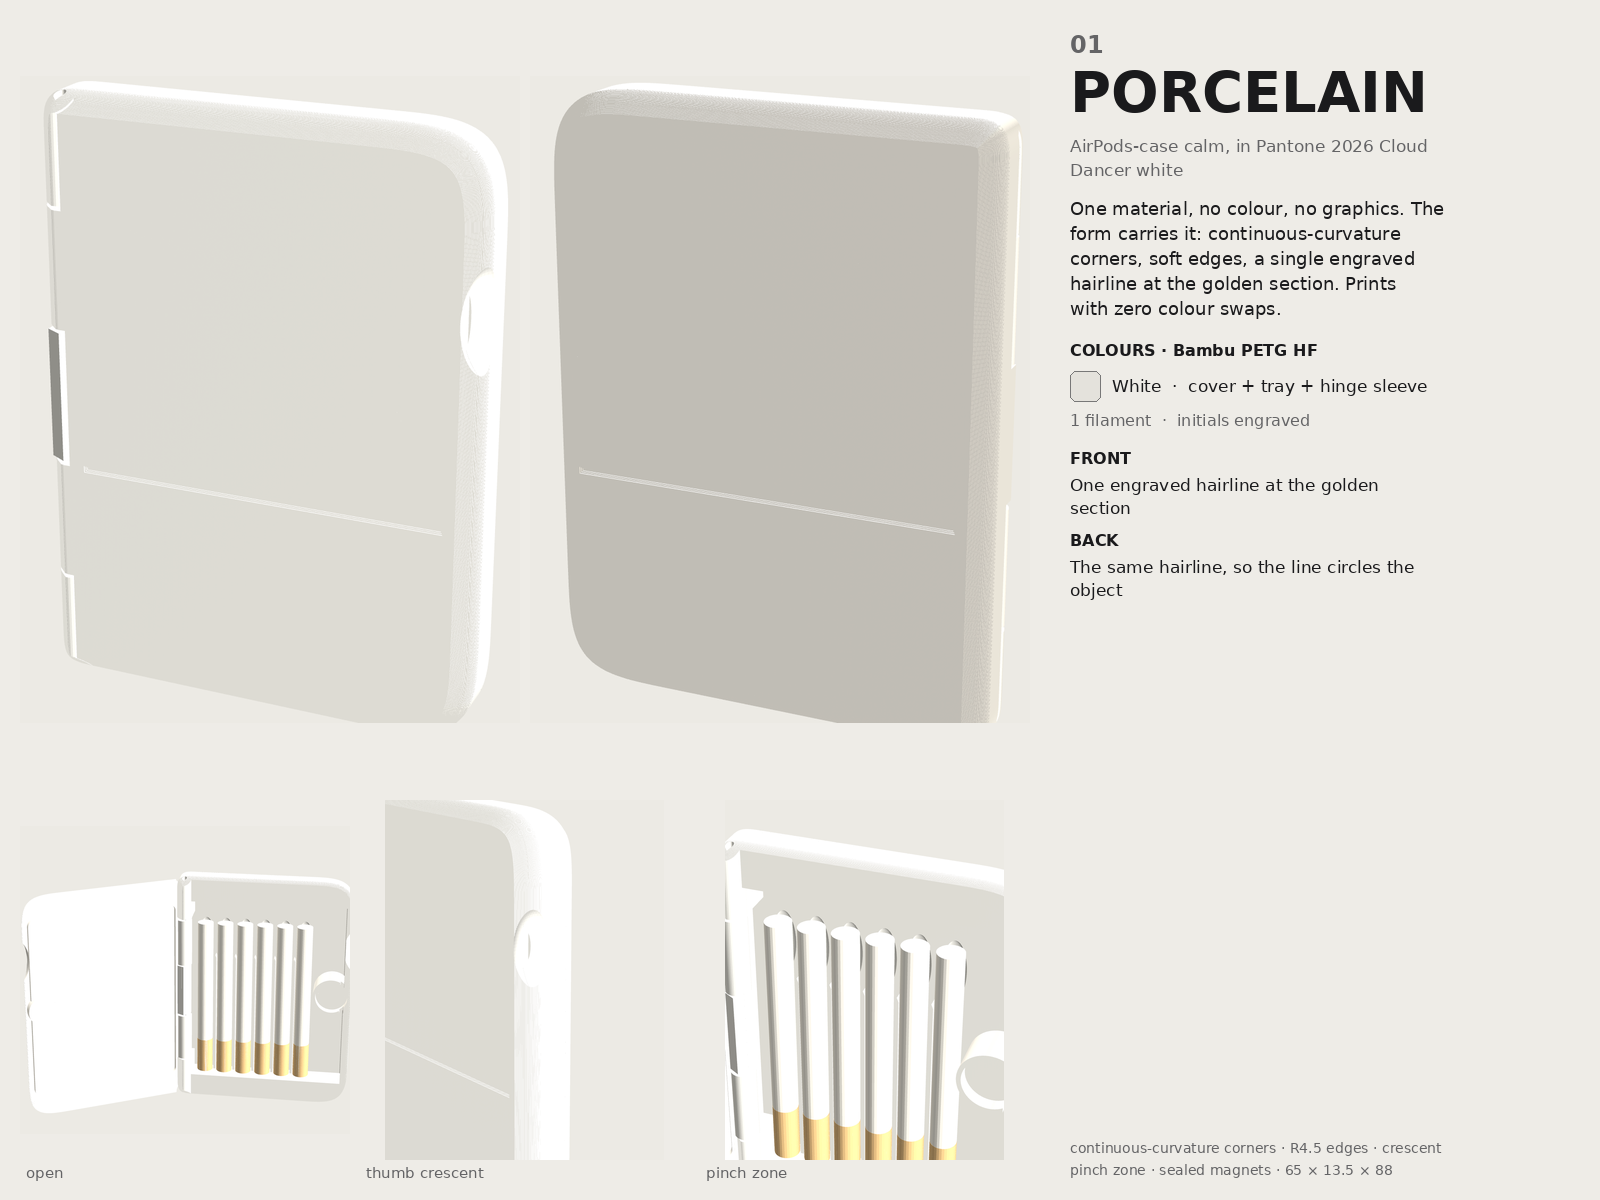 01
PORCELAIN
AirPods-case calm, in Pantone 2026 Cloud
Dancer white
One material, no colour, no graphics. The
form carries it: continuous-curvature
corners, soft edges, a single engraved
hairline at the golden section. Prints
with zero colour swaps.
COLOURS · Bambu PETG HF
White · cover + tray + hinge sleeve
1 filament · initials engraved
FRONT
One engraved hairline at the golden
section
BACK
The same hairline, so the line circles the
object
open
thumb crescent
pinch zone
continuous-curvature corners · R4.5 edges · crescent
pinch zone · sealed magnets · 65 × 13.5 × 88